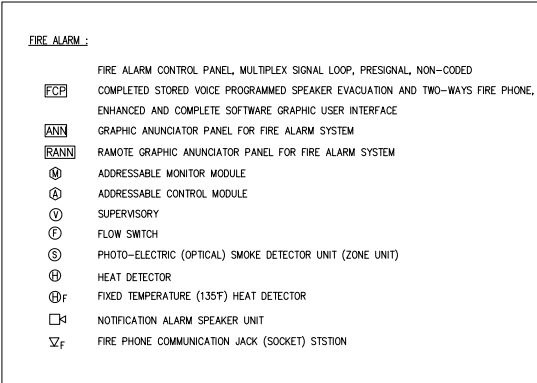 FIRE ALARM :
FIRE ALARM CONTROL PANEL, MULTIPLEX SIGNAL LOOP, PRESIGNAL, NON-CODED
FCP COMPLETED STORED VOICE PROGRAMMED SPEAKER EVACUATION AND TWO-WAYS FIRE PHONE,
ENHANCED AND COMPLETE SOFTWARE GRAPHIC USER INTERFACE
ANN GRAPHIC ANUNCIATOR PANEL FOR FIRE ALARM SYSTEM
RANN RAMOTE GRAPHIC ANUNCIATOR PANEL FOR FIRE ALARM SYSTEM
M ADDRESSABLE MONITOR MODULE
A ADDRESSABLE CONTROL MODULE
V SUPERVISORY
F FLOW SWITCH
S PHOTO-ELECTRIC (OPTICAL) SMOKE DETECTOR UNIT (ZONE UNIT)
H HEAT DETECTOR
H F FIXED TEMPERATURE (135°F) HEAT DETECTOR
NOTIFICATION ALARM SPEAKER UNIT
F FIRE PHONE COMMUNICATION JACK (SOCKET) STSTION